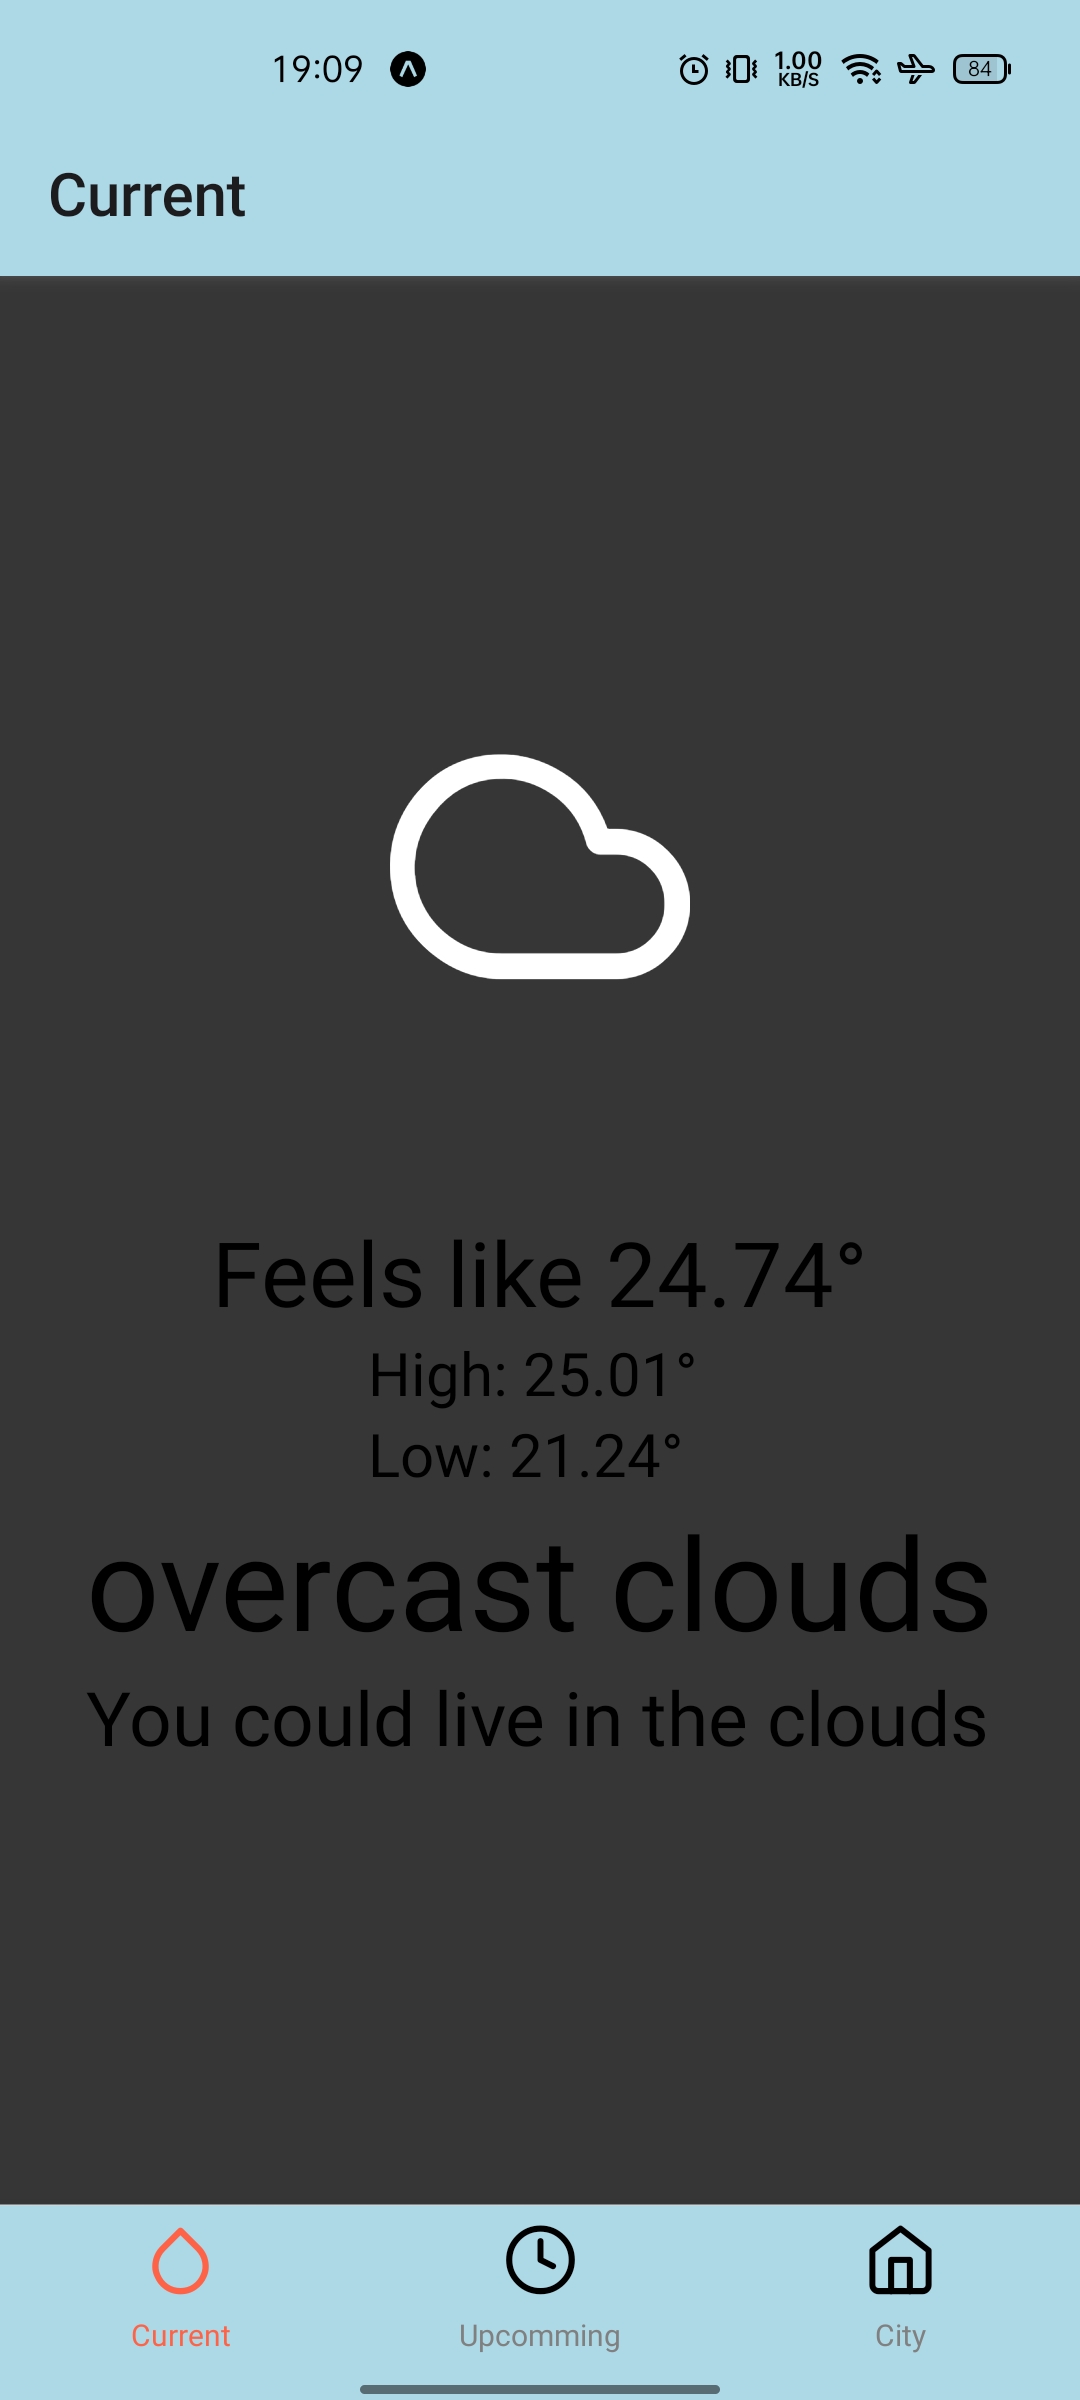 19:09
1.00
KB/S
84
Current
Feels like 24.74°
High: 25.01°
Low: 21.24°
overcast clouds
You could live in the clouds
Current
Upcomming
City